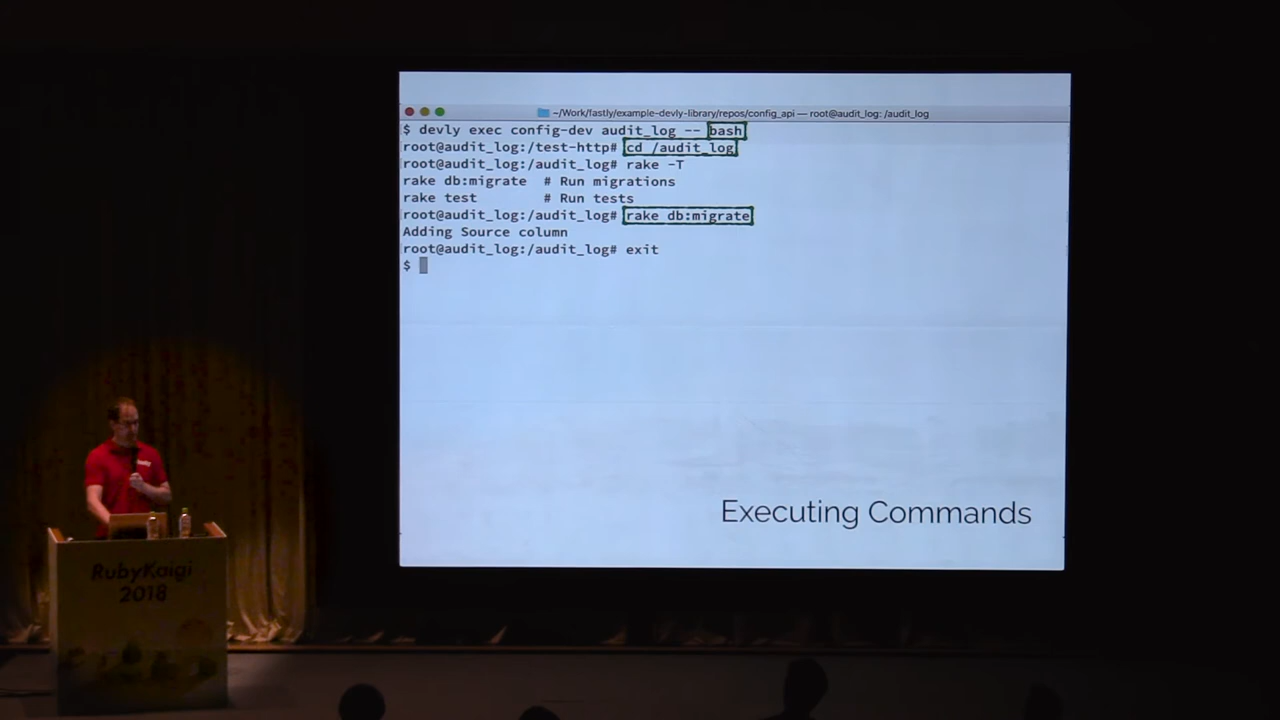 ~/Work/fastly/example-devly-library/repos/config_api — root@audit_log: /audit_log
$ devly exec config-dev audit_log -- bash
root@audit_log:/test-http# cd /audit_log
root@audit_log:/audit_log# rake -T
rake db:migrate # Run migrations
rake test # Run tests
root@audit_log:/audit_log# rake db:migrate
Adding Source column
root@audit_log:/audit_log# exit
$
Executing Commands
RubyKaigi
2018